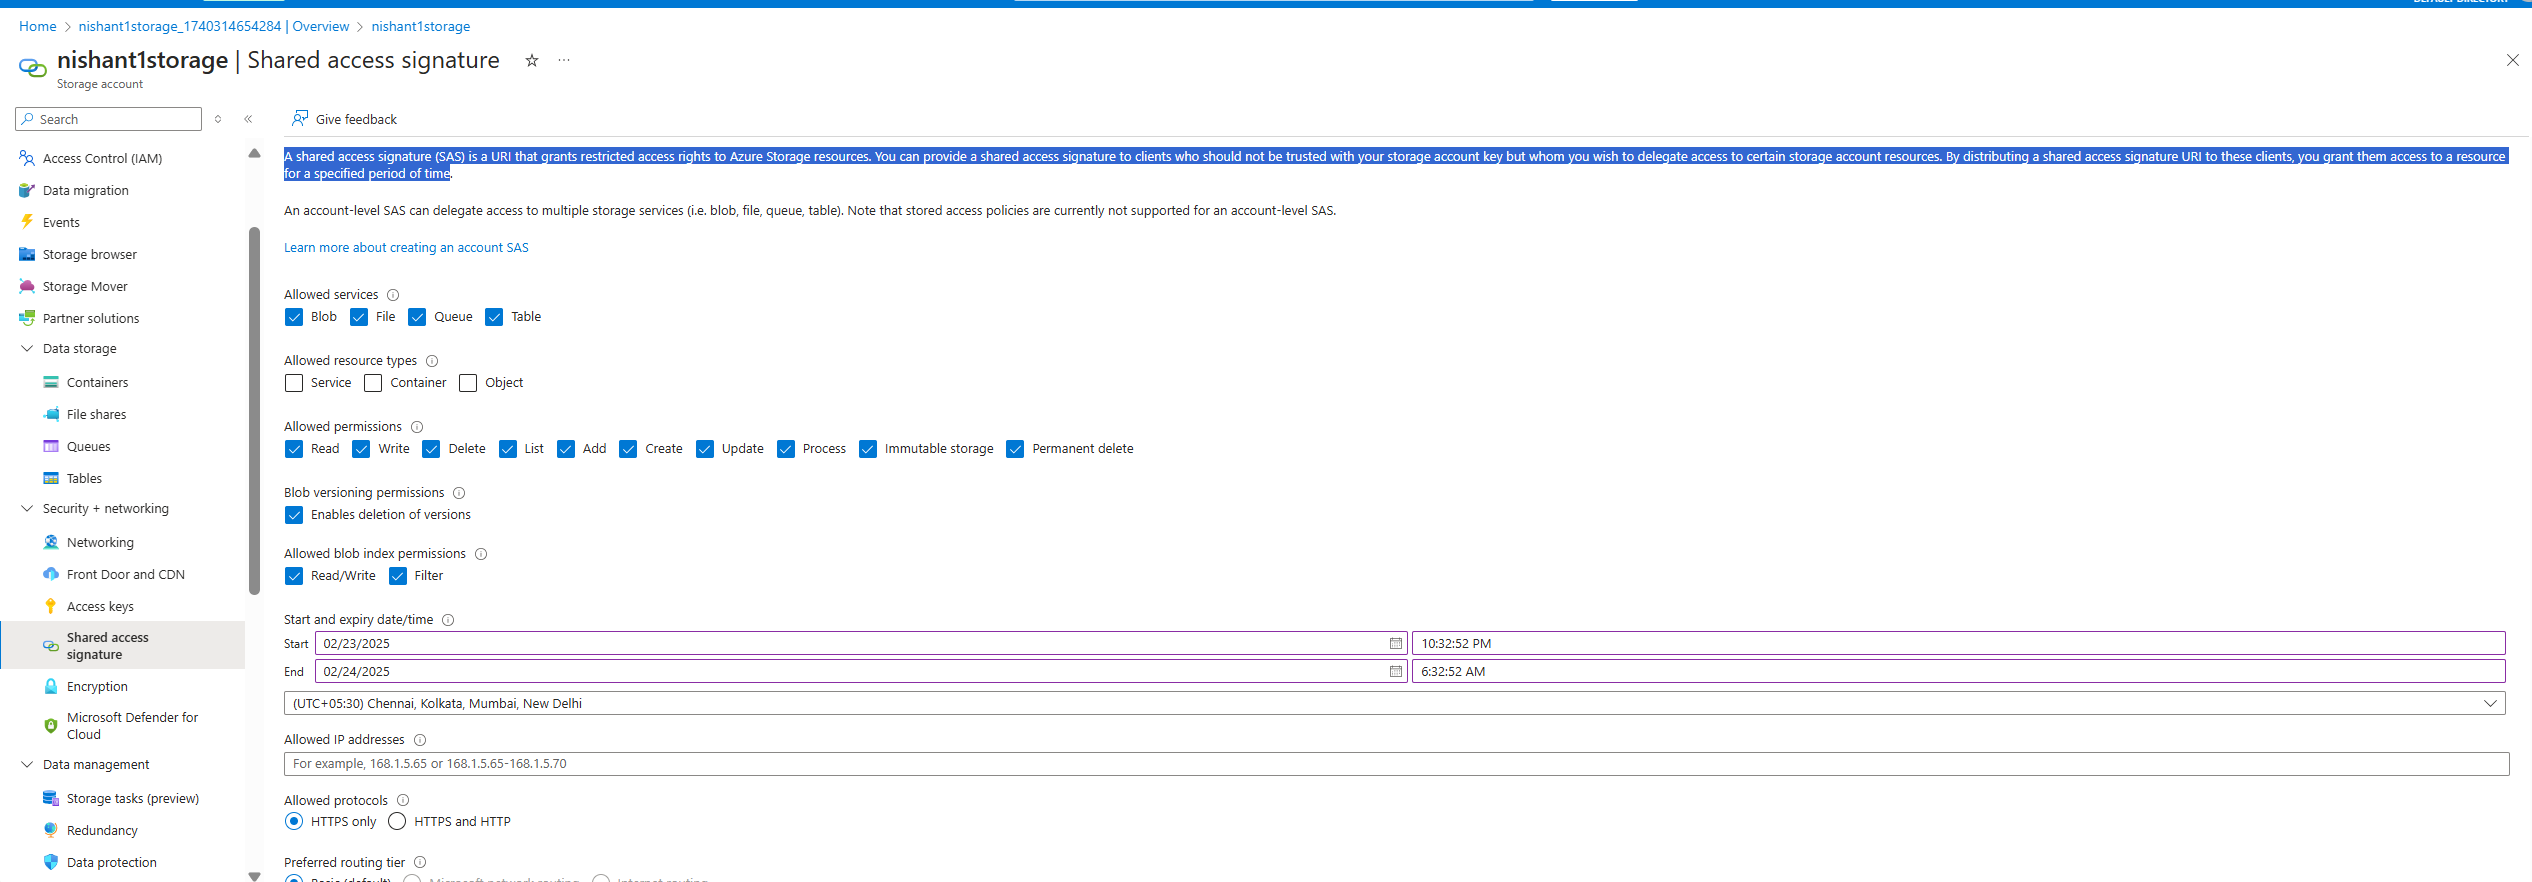 Home > nishant1storage_1740314654284 | Overview > nishant1storage
nishant1storage | Shared access signature
Storage account
Search
Give feedback
Access Control (IAM)
Data migration
Events
Storage browser
Storage Mover
Partner solutions
Data storage
Containers
File shares
Queues
Tables
Security + networking
Networking
Front Door and CDN
Access keys
Shared access
signature
Encryption
Microsoft Defender for
Cloud
Data management
Storage tasks (preview)
Redundancy
Data protection
A shared access signature (SAS) is a URI that grants restricted access rights to Azure Storage resources. You can provide a shared access signature to clients who should not be trusted with your storage account key but whom you wish to delegate access to certain storage account resources. By distributing a shared access signature URI to these clients, you grant them access to a resource
for a specified period of time.
An account-level SAS can delegate access to multiple storage services (i.e. blob, file, queue, table). Note that stored access policies are currently not supported for an account-level SAS.
Learn more about creating an account SAS
Allowed services
Blob File Queue Table
Allowed resource types
Service Container Object
Allowed permissions
Read Write Delete List Add Create Update Process Immutable storage Permanent delete
Blob versioning permissions
Enables deletion of versions
Allowed blob index permissions
Read/Write Filter
Start and expiry date/time
Start 02/23/2025 10:32:52 PM
End 02/24/2025 6:32:52 AM
(UTC+05:30) Chennai, Kolkata, Mumbai, New Delhi
Allowed IP addresses
For example, 168.1.5.65 or 168.1.5.65-168.1.5.70
Allowed protocols
HTTPS only HTTPS and HTTP
Preferred routing tier
Basic (default) Microsoft network routing Internet routing